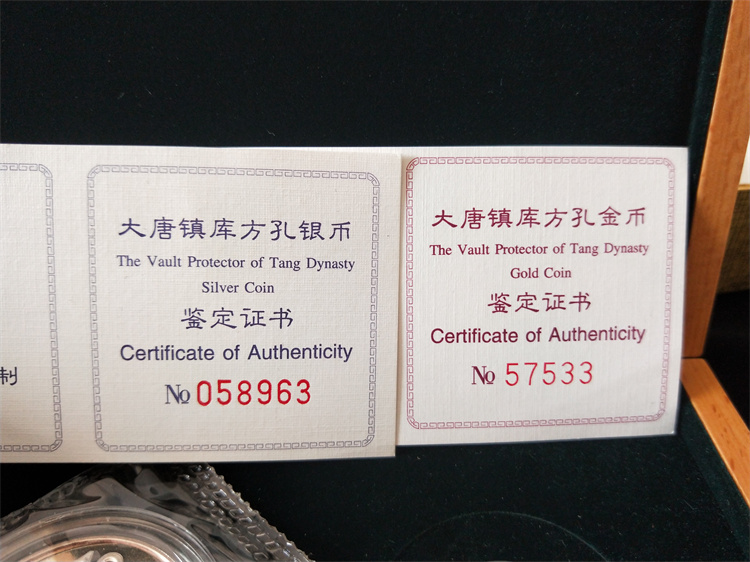 制
大唐镇库方孔银币
The Vault Protector of Tang Dynasty
Silver Coin
鉴定证书
Certificate of Authenticity
№ 058963
大唐镇库方孔金币
The Vault Protector of Tang Dynasty
Gold Coin
鉴定证书
Certificate of Authenticity
№ 57533